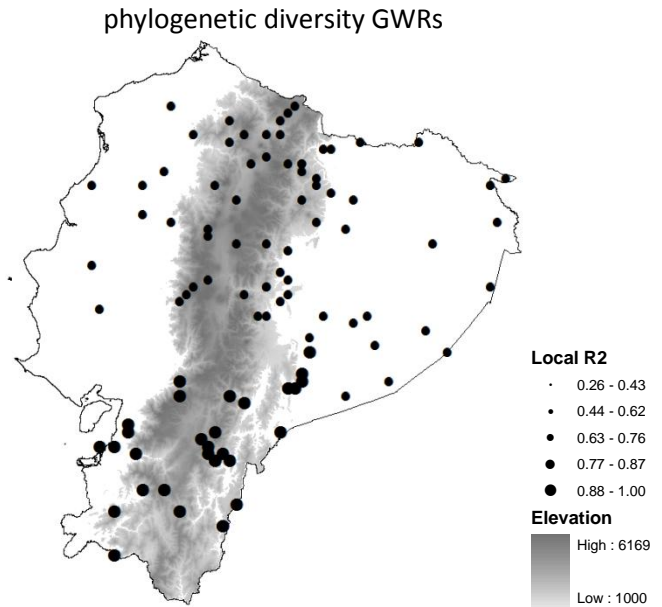 phylogenetic diversity GWRs
Local R2
0.26 - 0.43
0.44 - 0.62
0.63 - 0.76
0.77 - 0.87
0.88 - 1.00
Elevation
High : 6169
Low : 1000